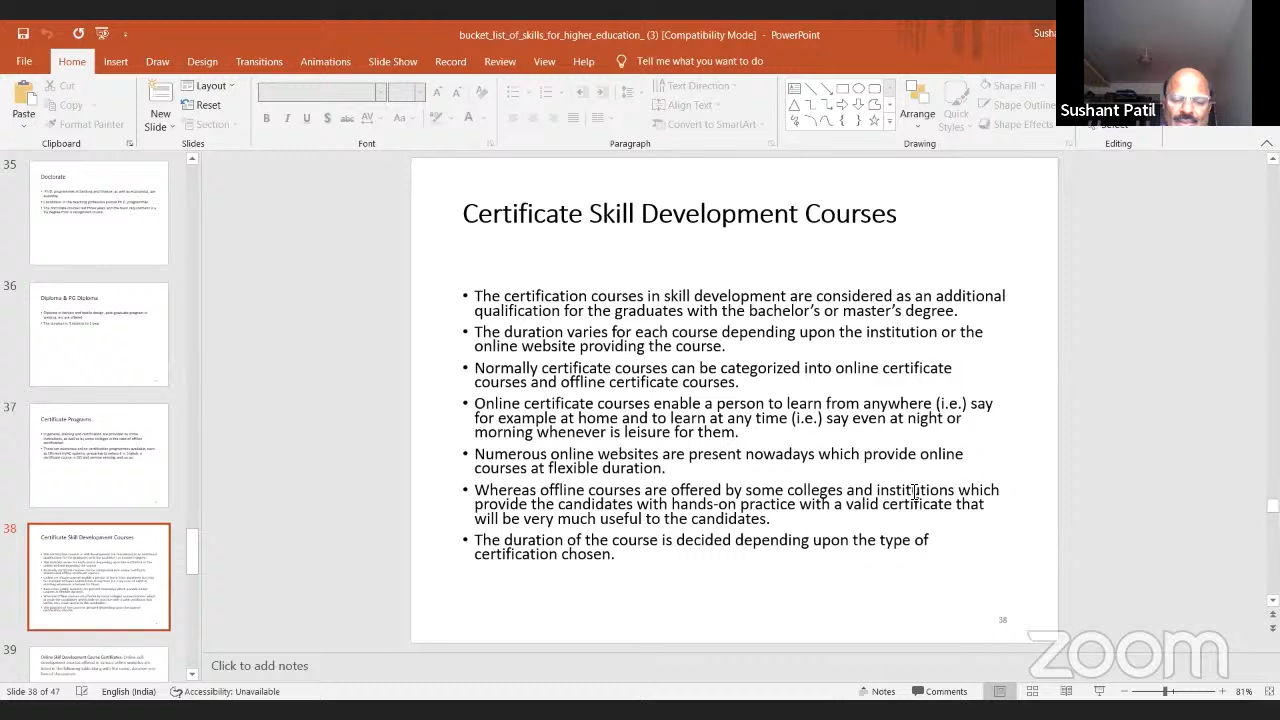 bucket_list_of_skills_for_higher_education_ (3) [Compatibility Mode] - PowerPoint
Susha
File Home Insert Draw Design Transitions Animations Slide Show Record Review View Help Tell me what you want to do
Sushant Patil
Paste
Cut
Copy
Format Painter
Clipboard
New Slide
Layout
Reset
Section
Slides
B I U S abc AV Aa A
Font
Text Direction
Align Text
Convert to SmartArt
Paragraph
Arrange
Quick Styles
Shape Fill
Shape Outline
Shape Effects
Drawing
Select
Editing
35
Doctorate
36
Diploma & PG Diploma
37
Certificate Programs
38
Certificate Skill Development Courses
39
Online Skill Development Course Certificates: Online skill
Certificate Skill Development Courses
• The certification courses in skill development are considered as an additional
qualification for the graduates with the bachelor's or master's degree.
• The duration varies for each course depending upon the institution or the
online website providing the course.
• Normally certificate courses can be categorized into online certificate
courses and offline certificate courses.
• Online certificate courses enable a person to learn from anywhere (i.e.) say
for example at home and to learn at any time (i.e.) say even at night or
morning whenever is leisure for them.
• Numerous online websites are present nowadays which provide online
courses at flexible duration.
• Whereas offline courses are offered by some colleges and institutions which
provide the candidates with hands-on practice with a valid certificate that
will be very much useful to the candidates.
• The duration of the course is decided depending upon the type of
certification chosen.
38
zoom
Click to add notes
Slide 38 of 47 English (India) Accessibility: Unavailable Notes Comments 81%